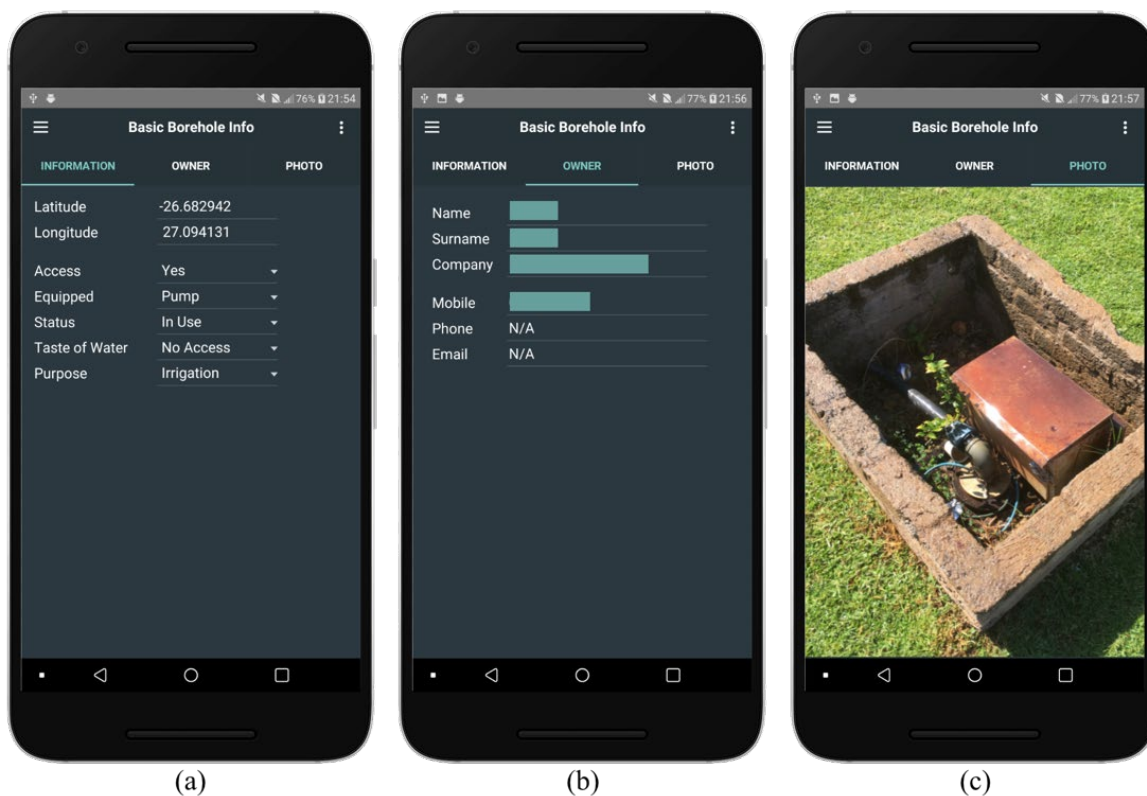 76% 21:54
Basic Borehole Info
INFORMATION OWNER PHOTO
Latitude -26.682942
Longitude 27.094131
Access Yes
Equipped Pump
Status In Use
Taste of Water No Access
Purpose Irrigation
(a)
77% 21:56
Basic Borehole Info
INFORMATION OWNER PHOTO
Name
Surname
Company
Mobile
Phone N/A
Email N/A
(b)
77% 21:57
Basic Borehole Info
INFORMATION OWNER PHOTO
(c)